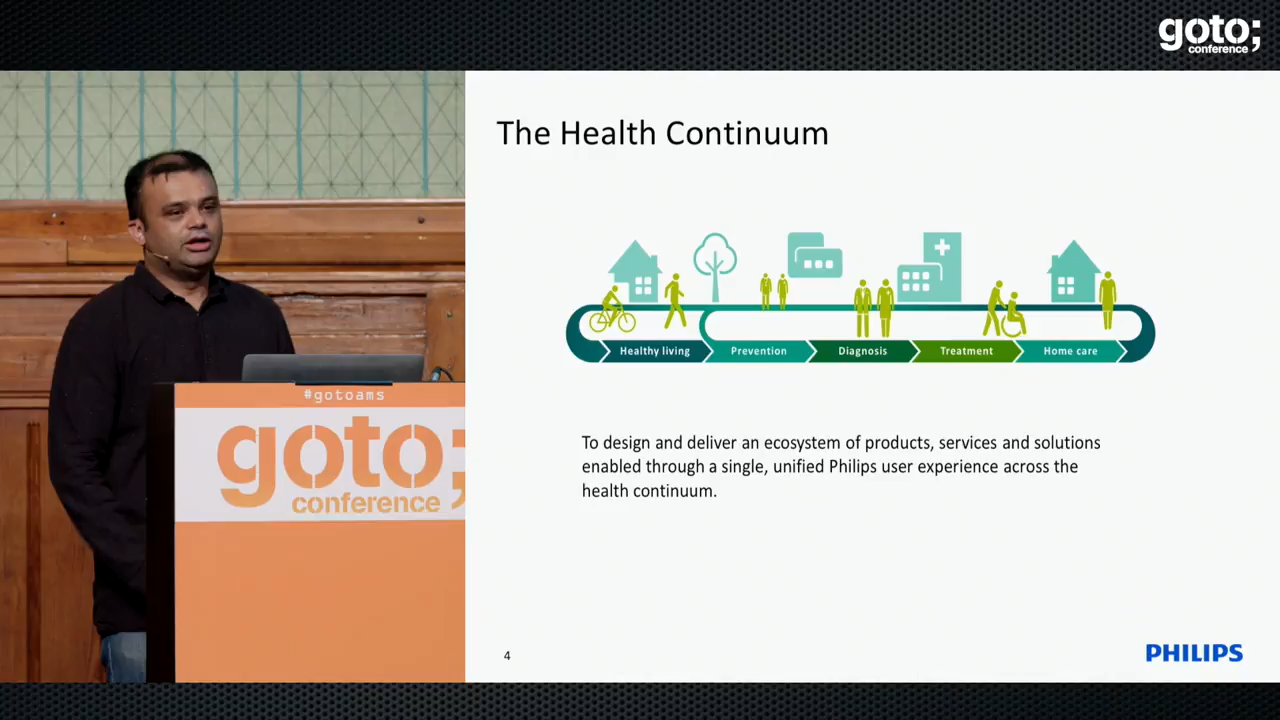 goto;
conference
The Health Continuum
Healthy living
Prevention
Diagnosis
Treatment
Home care
To design and deliver an ecosystem of products, services and solutions
enabled through a single, unified Philips user experience across the
health continuum.
4
PHILIPS
#gotoams
goto;
conference